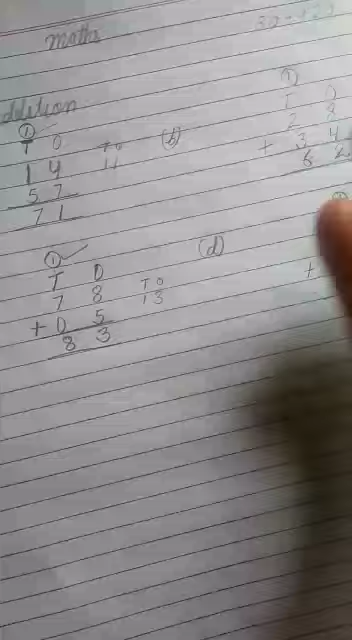 Maths
ddition
① ①
T O T O (b) T O
1 4 1 1 2 8
5 7 + 3 4
7 1 6 2
① (d)
T O T O
7 8 1 3 +
+ 0 5
8 3